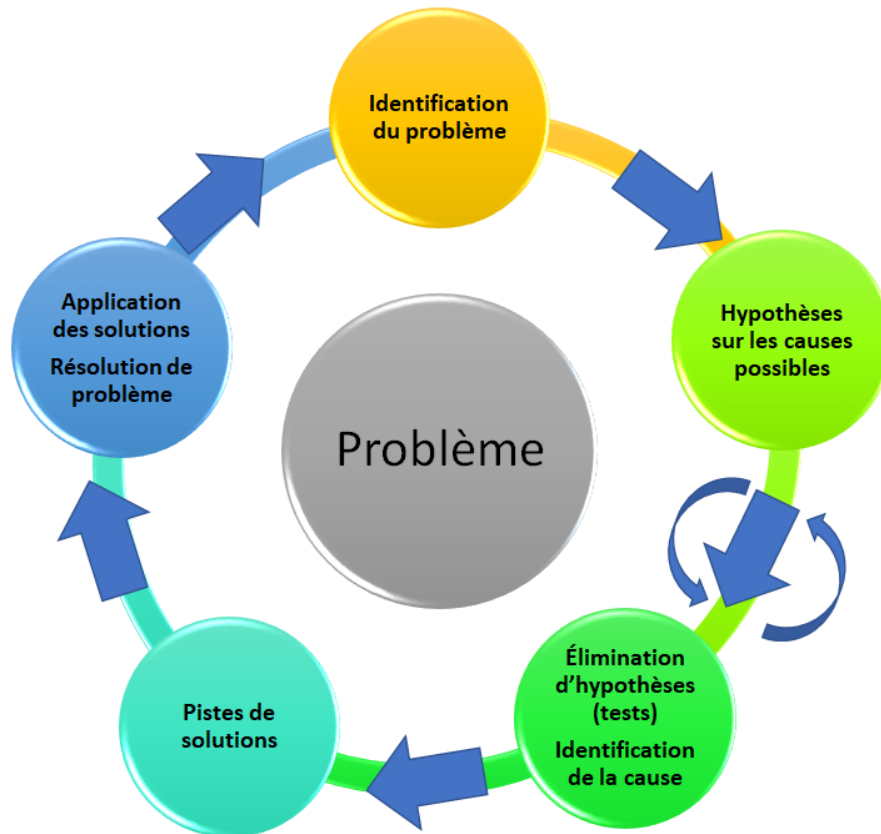 Identification
du problème
Hypothèses
sur les causes
possibles
Élimination
d’hypothèses
(tests)
Identification
de la cause
Pistes de
solutions
Application
des solutions
Résolution de
problème
Problème